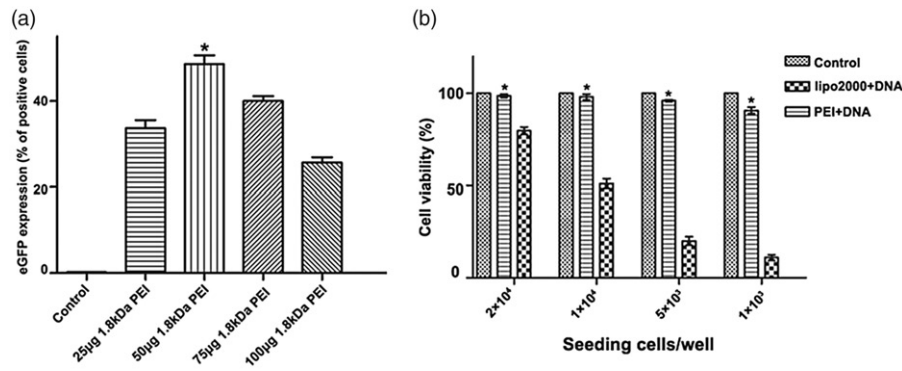 (a)
eGFP expression (% of positive cells)
40
20
0
*
Control
25µg 1.8kDa PEI
50µg 1.8kDa PEI
75µg 1.8kDa PEI
100µg 1.8kDa PEI
(b)
Cell viability (%)
100
50
0
*
*
*
*
2×10⁴
1×10⁴
5×10³
1×10³
Seeding cells/well
Control
lipo2000+DNA
PEI+DNA